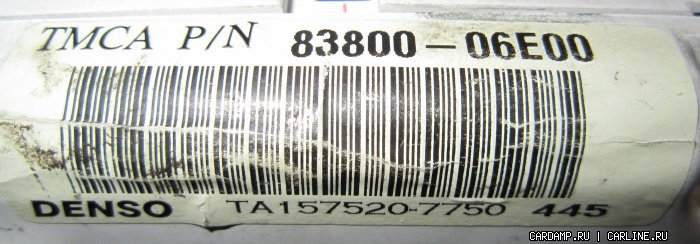 TMCA P/N 83800-06E00
DENSO TA157520-7750 445
CARDAMP.RU | CARLINE.RU